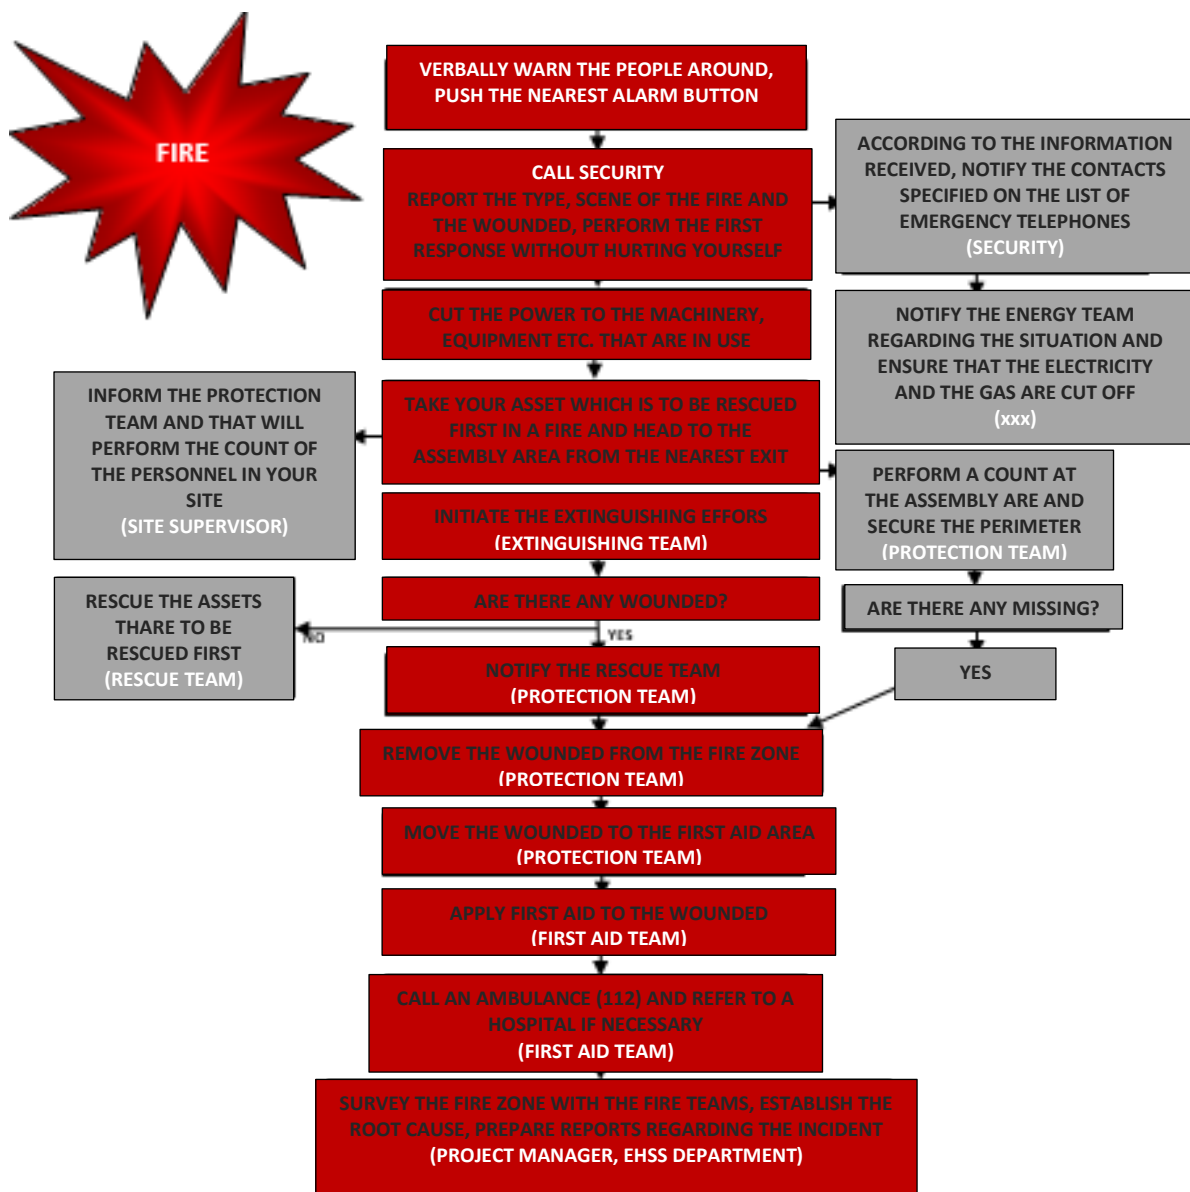 FIRE
VERBALLY WARN THE PEOPLE AROUND,
PUSH THE NEAREST ALARM BUTTON
CALL SECURITY
REPORT THE TYPE, SCENE OF THE FIRE AND
THE WOUNDED, PERFORM THE FIRST
RESPONSE WITHOUT HURTING YOURSELF
ACCORDING TO THE INFORMATION
RECEIVED, NOTIFY THE CONTACTS
SPECIFIED ON THE LIST OF
EMERGENCY TELEPHONES
(SECURITY)
CUT THE POWER TO THE MACHINERY,
EQUIPMENT ETC. THAT ARE IN USE
NOTIFY THE ENERGY TEAM
REGARDING THE SITUATION AND
ENSURE THAT THE ELECTRICITY
AND THE GAS ARE CUT OFF
(xxx)
INFORM THE PROTECTION
TEAM AND THAT WILL
PERFORM THE COUNT OF
THE PERSONNEL IN YOUR
SITE
(SITE SUPERVISOR)
TAKE YOUR ASSET WHICH IS TO BE RESCUED
FIRST IN A FIRE AND HEAD TO THE
ASSEMBLY AREA FROM THE NEAREST EXIT
PERFORM A COUNT AT
THE ASSEMBLY ARE AND
SECURE THE PERIMETER
(PROTECTION TEAM)
INITIATE THE EXTINGUISHING EFFORS
(EXTINGUISHING TEAM)
ARE THERE ANY WOUNDED?
ARE THERE ANY MISSING?
RESCUE THE ASSETS
THARE TO BE
RESCUED FIRST
(RESCUE TEAM)
NO
YES
YES
NOTIFY THE RESCUE TEAM
(PROTECTION TEAM)
REMOVE THE WOUNDED FROM THE FIRE ZONE
(PROTECTION TEAM)
MOVE THE WOUNDED TO THE FIRST AID AREA
(PROTECTION TEAM)
APPLY FIRST AID TO THE WOUNDED
(FIRST AID TEAM)
CALL AN AMBULANCE (112) AND REFER TO A
HOSPITAL IF NECESSARY
(FIRST AID TEAM)
SURVEY THE FIRE ZONE WITH THE FIRE TEAMS, ESTABLISH THE
ROOT CAUSE, PREPARE REPORTS REGARDING THE INCIDENT
(PROJECT MANAGER, EHSS DEPARTMENT)